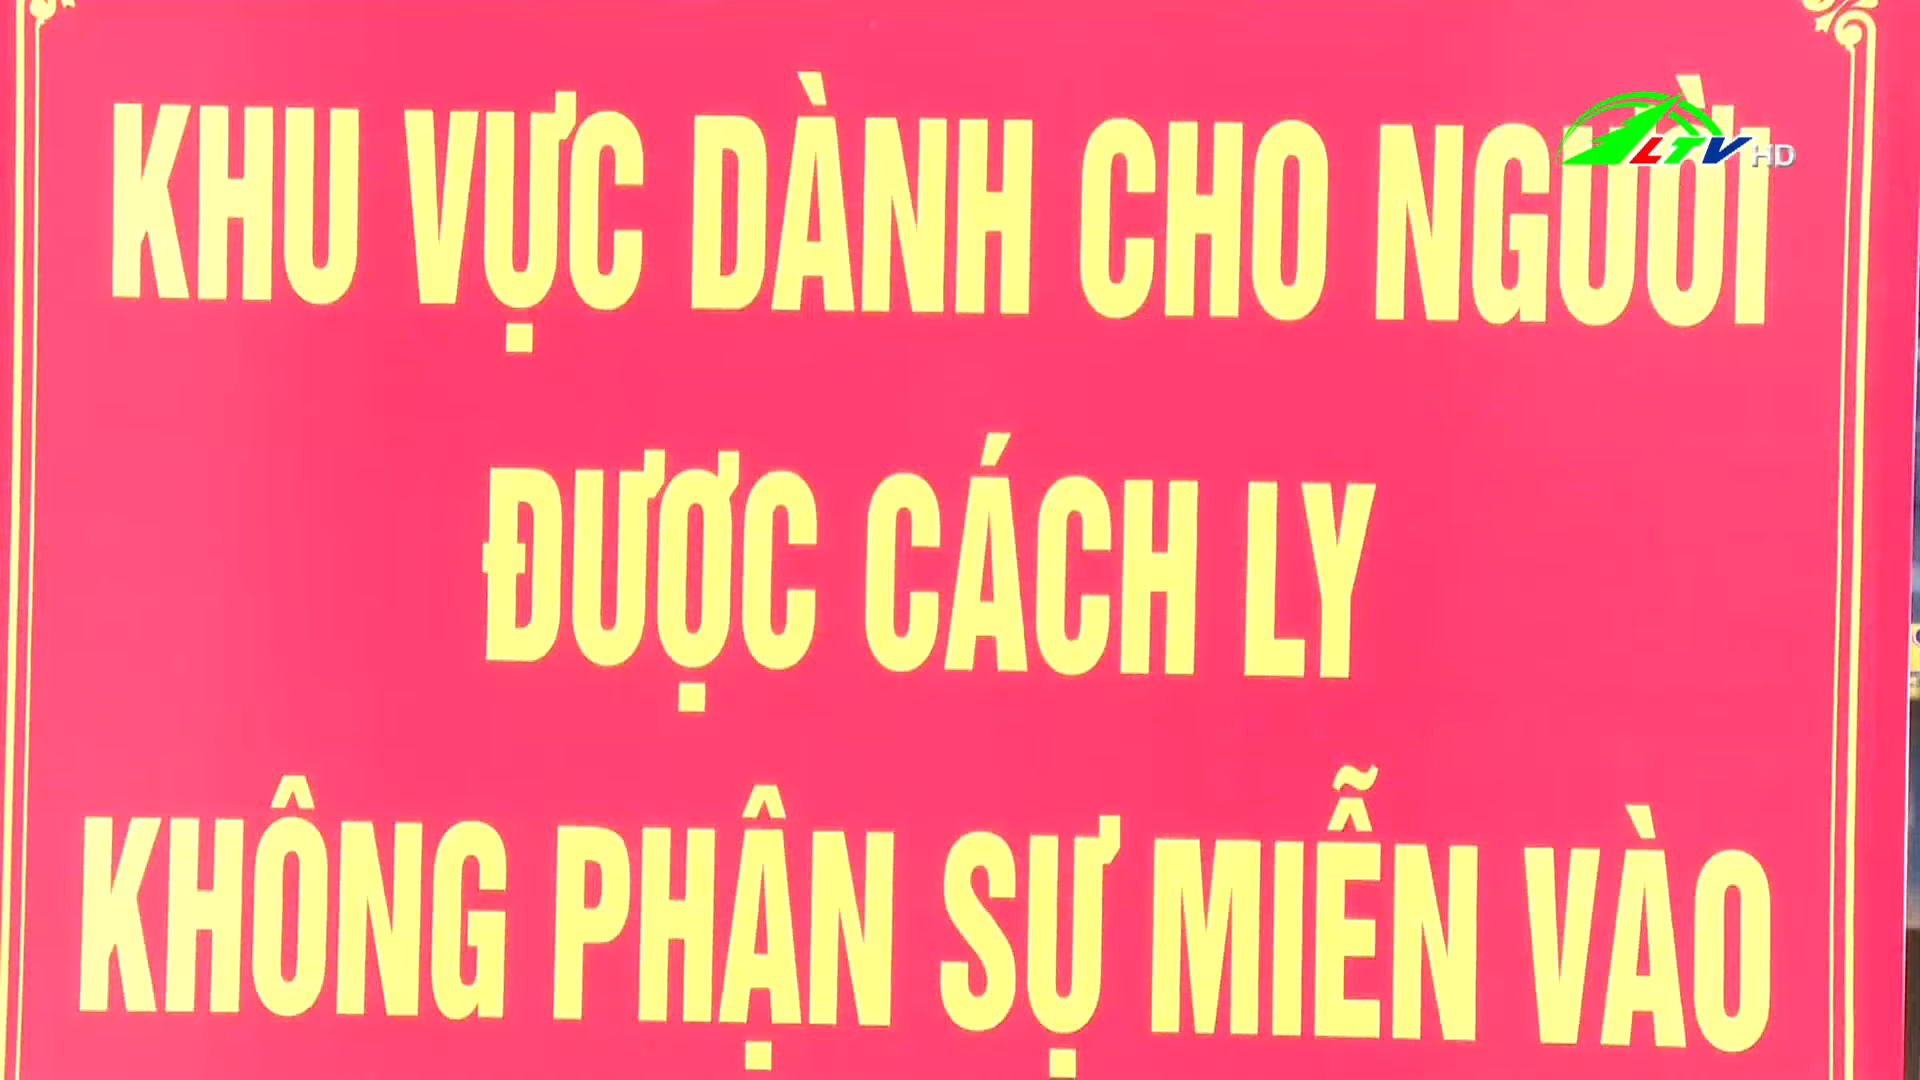 KHU VỰC DÀNH CHO NGƯỜI
LTV HD
ĐƯỢC CÁCH LY
KHÔNG PHẬN SỰ MIỄN VÀO